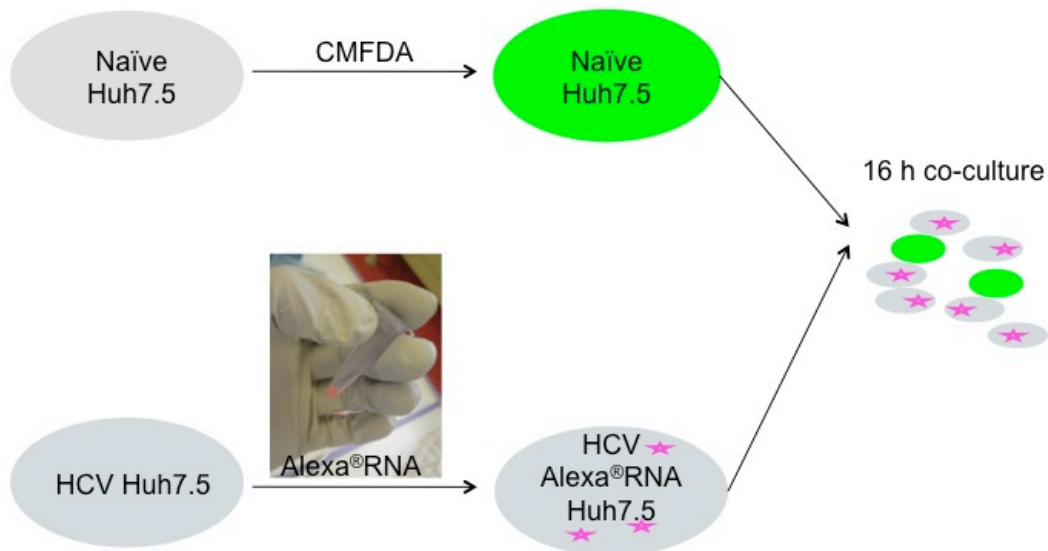 Naïve
Huh7.5
CMFDA
Naïve
Huh7.5
16 h co-culture
HCV Huh7.5
Alexa®RNA
HCV
Alexa®RNA
Huh7.5